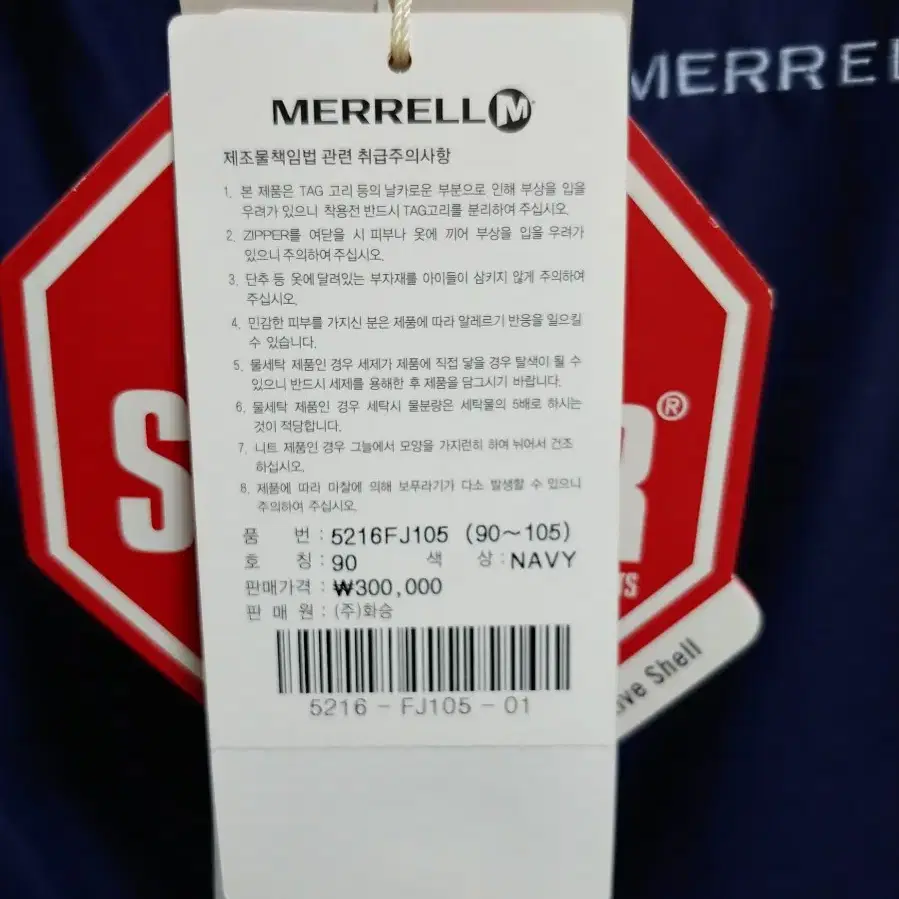 MERRELL M
MERREL
제조물책임법 관련 취급주의사항
1. 본 제품은 TAG 고리 등의 날카로운 부분으로 인해 부상을 입을
우려가 있으니 착용전 반드시 TAG고리를 분리하여 주십시오.
2. ZIPPER를 여닫을 시 피부나 옷에 끼어 부상을 입을 우려가
있으니 주의하여 주십시오.
3. 단추 등 옷에 달려있는 부자재를 아이들이 삼키지 않게 주의하여
주십시오.
4. 민감한 피부를 가지신 분은 제품에 따라 알레르기 반응을 일으킬
수 있습니다.
5. 물세탁 제품인 경우 세제가 제품에 직접 닿을 경우 탈색이 될 수
있으니 반드시 세제를 용해한 후 제품을 담그시기 바랍니다.
6. 물세탁 제품인 경우 세탁시 물분량은 세탁물의 5배로 하시는
것이 적당합니다.
7. 니트 제품인 경우 그늘에서 모양을 가지런히 하여 뉘어서 건조
하십시오.
8. 제품에 따라 마찰에 의해 보푸라기가 다소 발생할 수 있으니
주의하여 주십시오.
품 번 : 5216FJ105 (90~105)
호 칭 : 90 색 상 : NAVY
판매가격 : ₩300,000
판 매 원 : (주)화승
5216 - FJ105 - 01
S R®
Shell